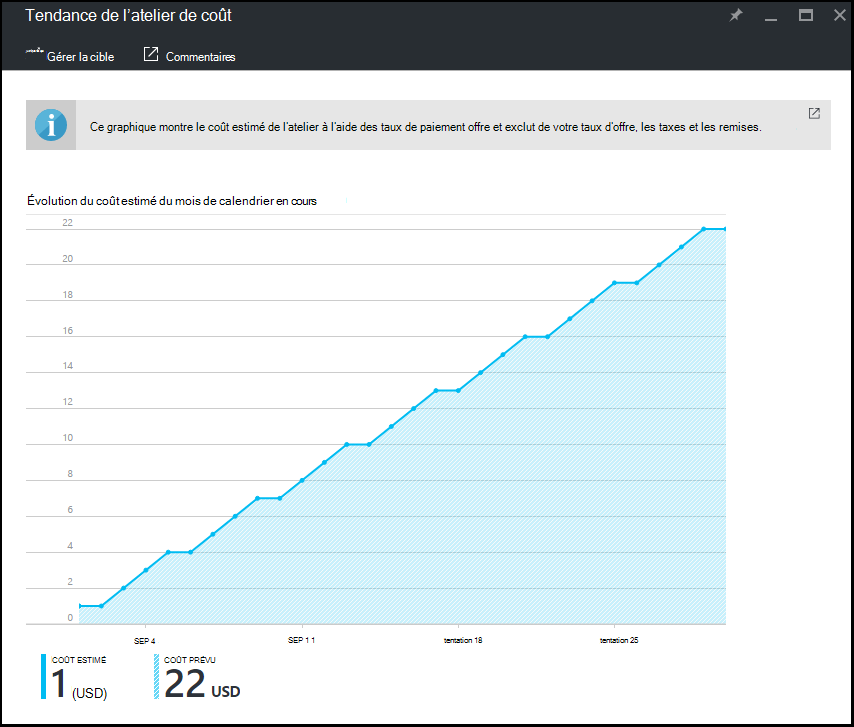 Tendance de l'atelier de coût
Gérer la cible
Commentaires
Ce graphique montre le coût estimé de l'atelier à l'aide des taux de paiement offre et exclut de votre taux d'offre, les taxes et les remises.
Évolution du coût estimé du mois de calendrier en cours
22
20
18
16
14
12
10
8
6
4
2
0
SEP 4 SEP 11 tentation 18 tentation 25
COÛT ESTIMÉ
1 (USD)
COÛT PRÉVU
22 USD